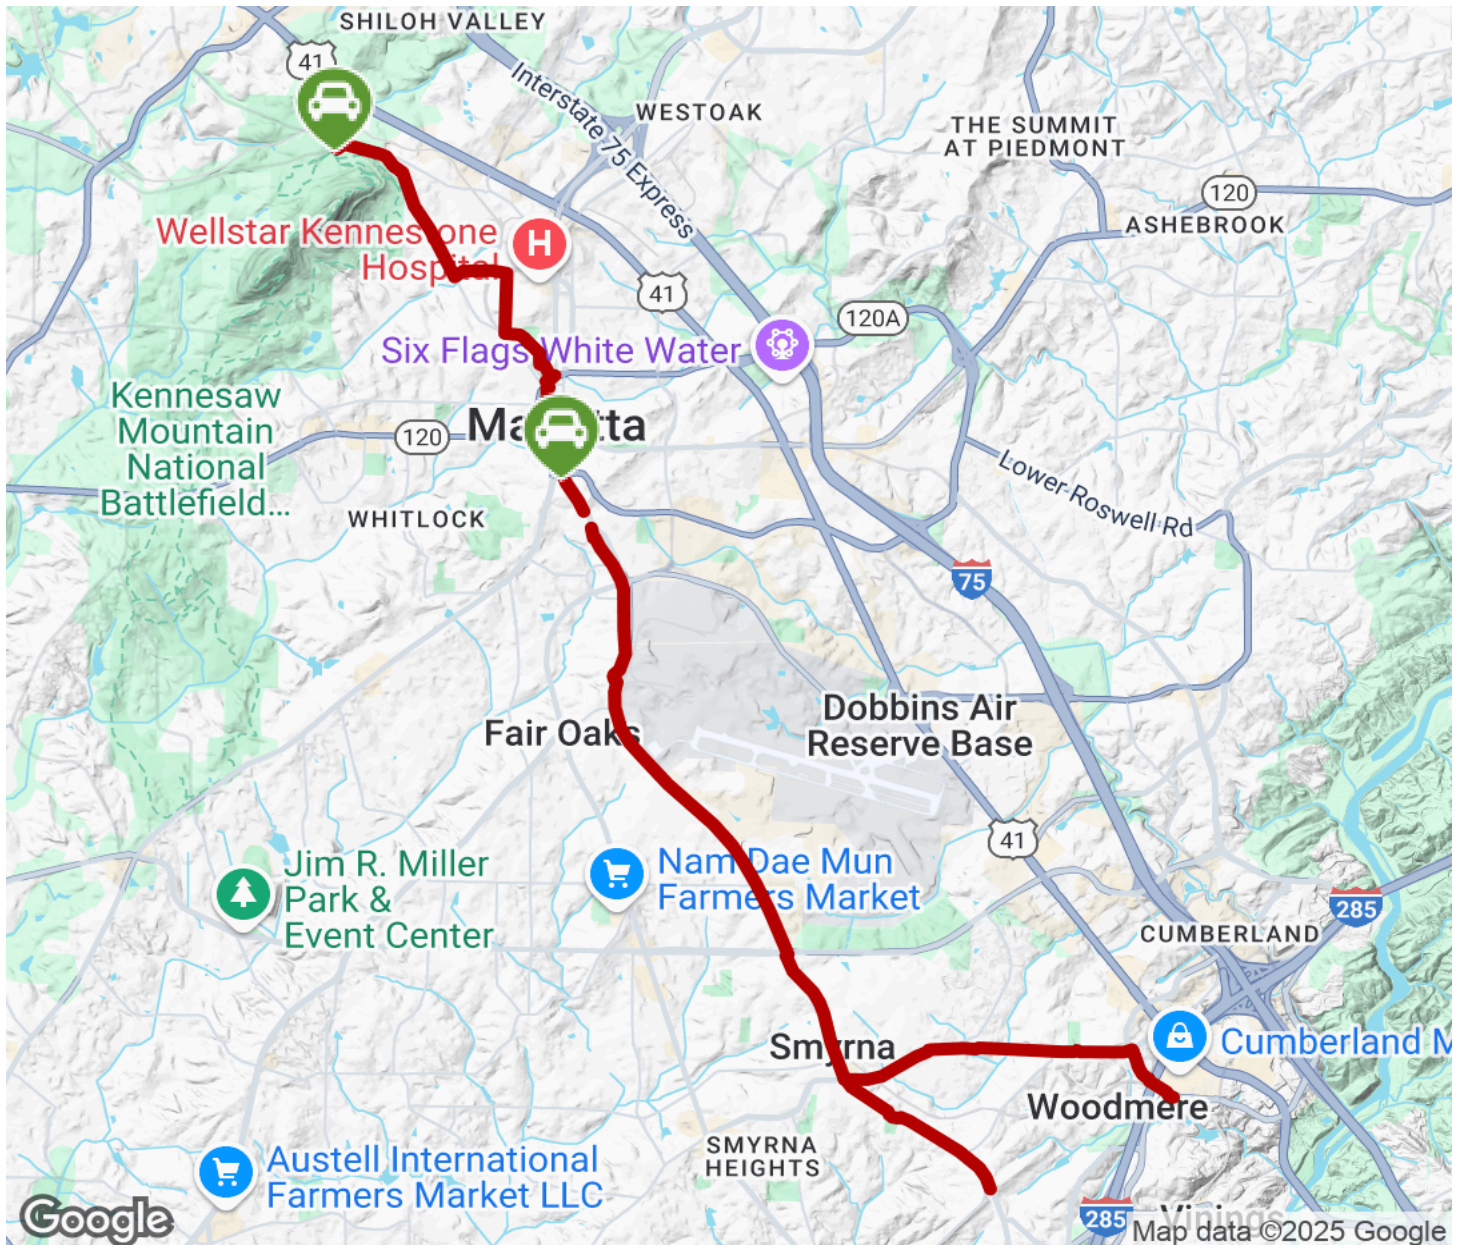 SHILOH VALLEY
41
Interstate 75 Express
WESTOAK
THE SUMMIT
AT PIEDMONT
120
ASHEBROOK
Wellstar Kennestone
Hospital
H
41
120A
Six Flags White Water
Kennesaw
Mountain
National
Battlefield...
120
Lower Roswell Rd
WHITLOCK
75
Fair Oaks
Dobbins Air
Reserve Base
41
Jim R. Miller
Park &
Event Center
Nam Dae Mun
Farmers Market
285
CUMBERLAND
Smyrna
Cumberland M
Woodmere
SMYRNA
HEIGHTS
Austell International
Farmers Market LLC
285
Vinings
Google
Map data ©2025 Google